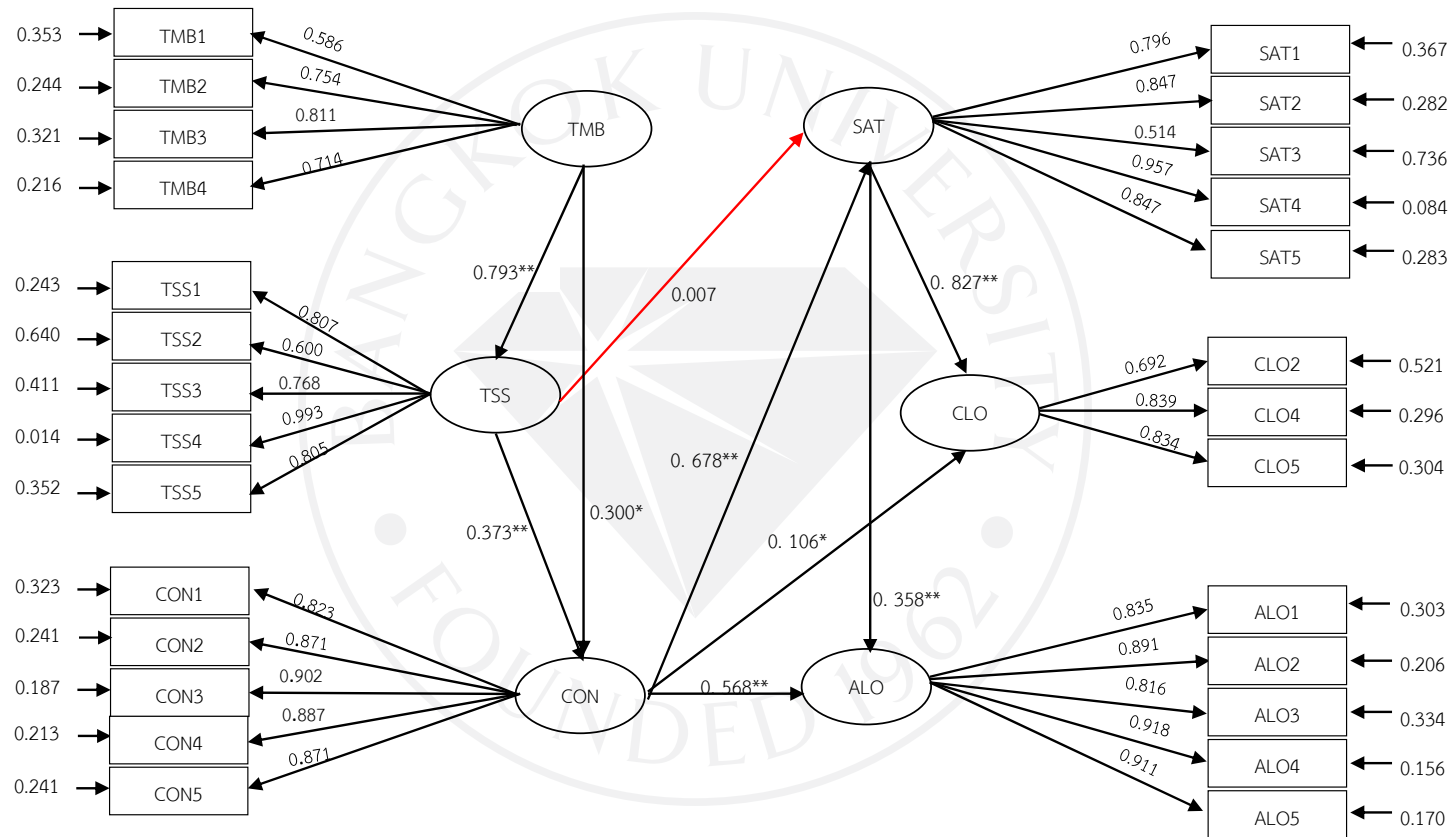 0.353 TMB1 0.586
0.244 TMB2 0.754
0.321 TMB3 0.811
0.216 TMB4 0.714
TMB
SAT
0.796 SAT1 0.367
0.847 SAT2 0.282
0.514 SAT3 0.736
0.957 SAT4 0.084
0.847 SAT5 0.283
0.793**
0.007
0. 827**
0.243 TSS1 0.807
0.640 TSS2 0.600
0.411 TSS3 0.768
0.014 TSS4 0.993
0.352 TSS5 0.805
TSS
CLO
0.692 CLO2 0.521
0.839 CLO4 0.296
0.834 CLO5 0.304
0. 678**
0.373**
0.300*
0. 106*
0. 358**
0.323 CON1 0.823
0.241 CON2 0.871
0.187 CON3 0.902
0.213 CON4 0.887
0.241 CON5 0.871
CON
0. 568**
ALO
0.835 ALO1 0.303
0.891 ALO2 0.206
0.816 ALO3 0.334
0.918 ALO4 0.156
0.911 ALO5 0.170
BANGKOK UNIVERSITY
FOUNDED 1962